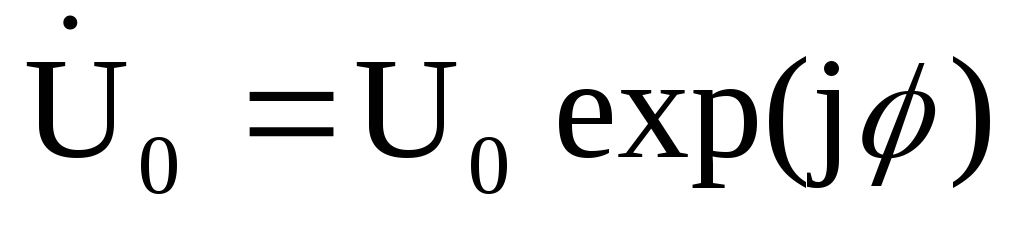 U̇₀ = U₀ exp(jϕ)